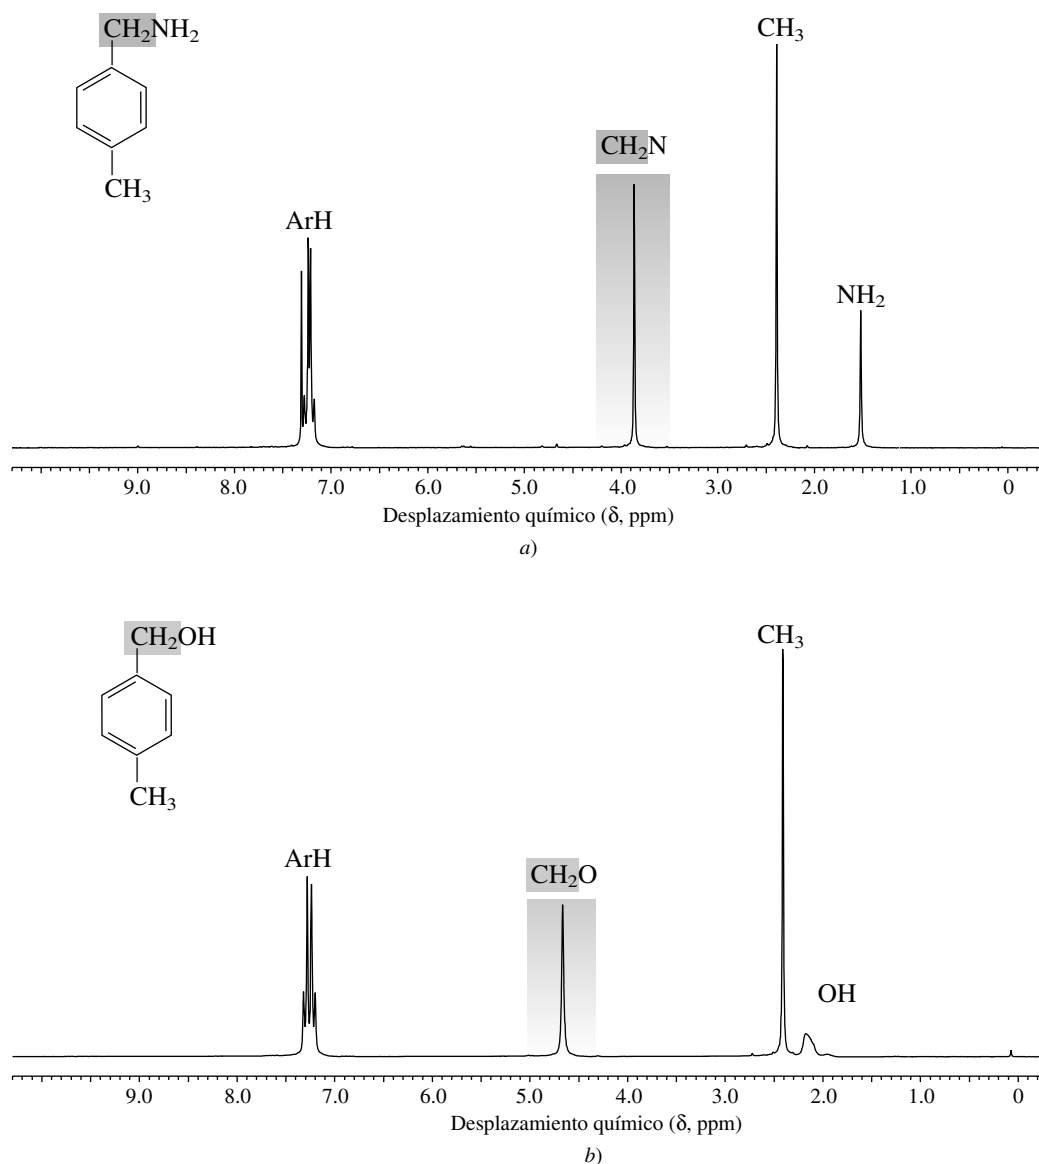 CH₂NH₂
CH₃
CH₃
CH₂N
ArH
NH₂
9.0 8.0 7.0 6.0 5.0 4.0 3.0 2.0 1.0 0
Desplazamiento químico (δ, ppm)
a)
CH₂OH
CH₃
CH₃
ArH
CH₂O
OH
9.0 8.0 7.0 6.0 5.0 4.0 3.0 2.0 1.0 0
Desplazamiento químico (δ, ppm)
b)